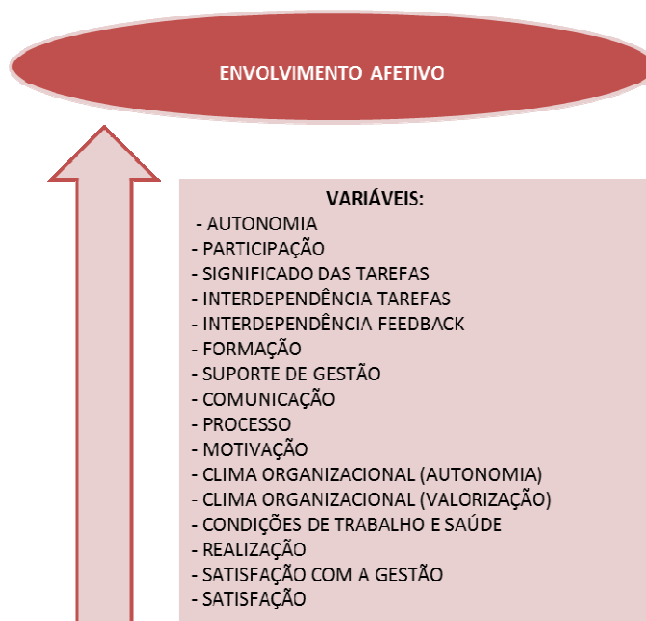 ENVOLVIMENTO AFETIVO
VARIÁVEIS:
- AUTONOMIA
- PARTICIPAÇÃO
- SIGNIFICADO DAS TAREFAS
- INTERDEPENDÊNCIA TAREFAS
- INTERDEPENDÊNCIA FEEDBACK
- FORMAÇÃO
- SUPORTE DE GESTÃO
- COMUNICAÇÃO
- PROCESSO
- MOTIVAÇÃO
- CLIMA ORGANIZACIONAL (AUTONOMIA)
- CLIMA ORGANIZACIONAL (VALORIZAÇÃO)
- CONDIÇÕES DE TRABALHO E SAÚDE
- REALIZAÇÃO
- SATISFAÇÃO COM A GESTÃO
- SATISFAÇÃO